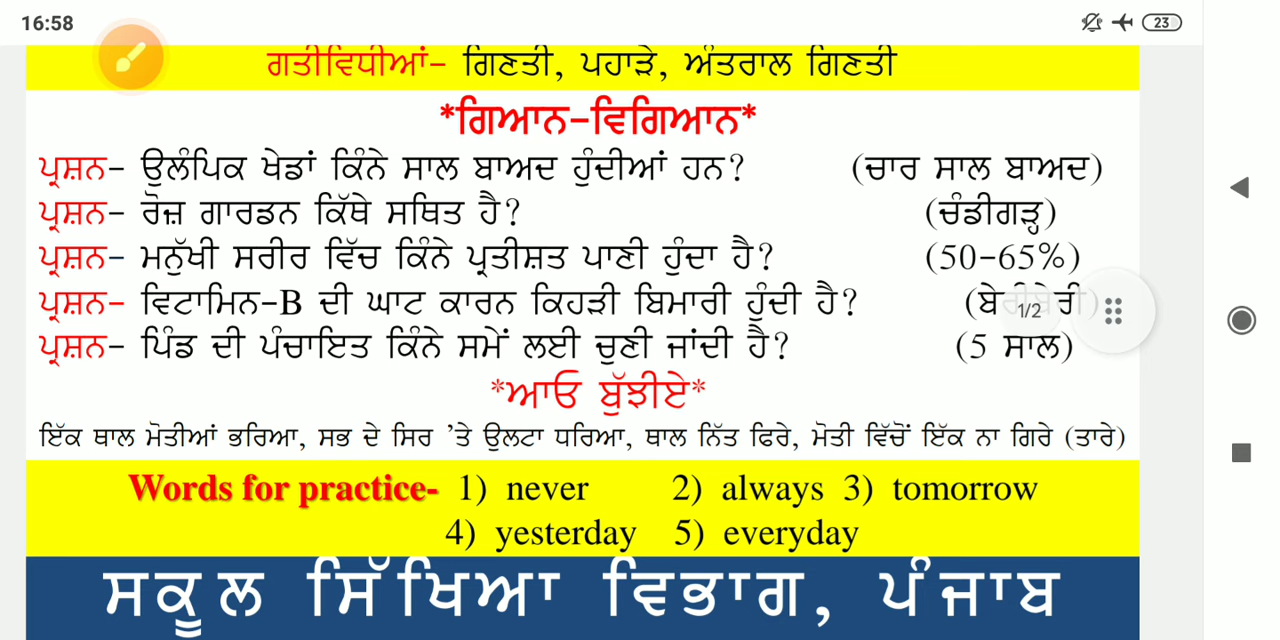 16:58
23
ਗਤੀਵਿਧੀਆਂ- ਗਿਣਤੀ, ਪਹਾੜੇ, ਅੰਤਰਾਲ ਗਿਣਤੀ
*ਗਿਆਨ-ਵਿਗਿਆਨ*
ਪ੍ਰਸ਼ਨ- ਉਲੰਪਿਕ ਖੇਡਾਂ ਕਿੰਨੇ ਸਾਲ ਬਾਅਦ ਹੁੰਦੀਆਂ ਹਨ? (ਚਾਰ ਸਾਲ ਬਾਅਦ)
ਪ੍ਰਸ਼ਨ- ਰੋਜ਼ ਗਾਰਡਨ ਕਿੱਥੇ ਸਥਿਤ ਹੈ? (ਚੰਡੀਗੜ੍ਹ)
ਪ੍ਰਸ਼ਨ- ਮਨੁੱਖੀ ਸਰੀਰ ਵਿੱਚ ਕਿੰਨੇ ਪ੍ਰਤੀਸ਼ਤ ਪਾਣੀ ਹੁੰਦਾ ਹੈ? (50-65%)
ਪ੍ਰਸ਼ਨ- ਵਿਟਾਮਿਨ-B ਦੀ ਘਾਟ ਕਾਰਨ ਕਿਹੜੀ ਬਿਮਾਰੀ ਹੁੰਦੀ ਹੈ? (ਬੇਰੀਬੇਰੀ)
1/2
ਪ੍ਰਸ਼ਨ- ਪਿੰਡ ਦੀ ਪੰਚਾਇਤ ਕਿੰਨੇ ਸਮੇਂ ਲਈ ਚੁਣੀ ਜਾਂਦੀ ਹੈ? (5 ਸਾਲ)
*ਆਓ ਬੁੱਝੀਏ*
ਇੱਕ ਥਾਲ ਮੋਤੀਆਂ ਭਰਿਆ, ਸਭ ਦੇ ਸਿਰ ’ਤੇ ਉਲਟਾ ਧਰਿਆ, ਥਾਲ ਨਿੱਤ ਫਿਰੇ, ਮੋਤੀ ਵਿੱਚੋਂ ਇੱਕ ਨਾ ਗਿਰੇ (ਤਾਰੇ)
Words for practice- 1) never 2) always 3) tomorrow
4) yesterday 5) everyday
ਸਕੂਲ ਸਿੱਖਿਆ ਵਿਭਾਗ, ਪੰਜਾਬ